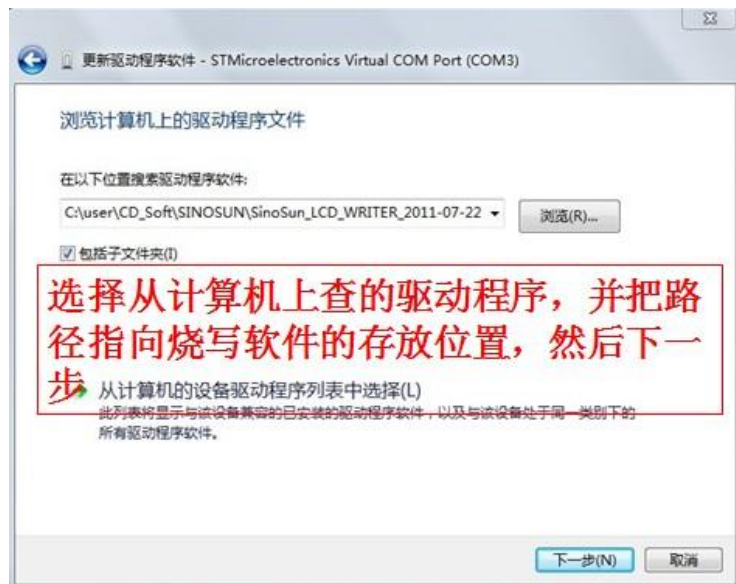 更新驱动程序软件 - STMicroelectronics Virtual COM Port (COM3)
浏览计算机上的驱动程序文件
在以下位置搜索驱动程序软件:
C:\user\CD_Soft\SINOSUN\SinoSun_LCD_WRITER_2011-07-22
浏览(R)...
包括子文件夹(I)
选择从计算机上查的驱动程序，并把路
径指向烧写软件的存放位置，然后下一
步
从计算机的设备驱动程序列表中选择(L)
此列表将显示与该设备兼容的已安装的驱动程序软件，以及与该设备处于同一类别下的
所有驱动程序软件。
下一步(N)
取消